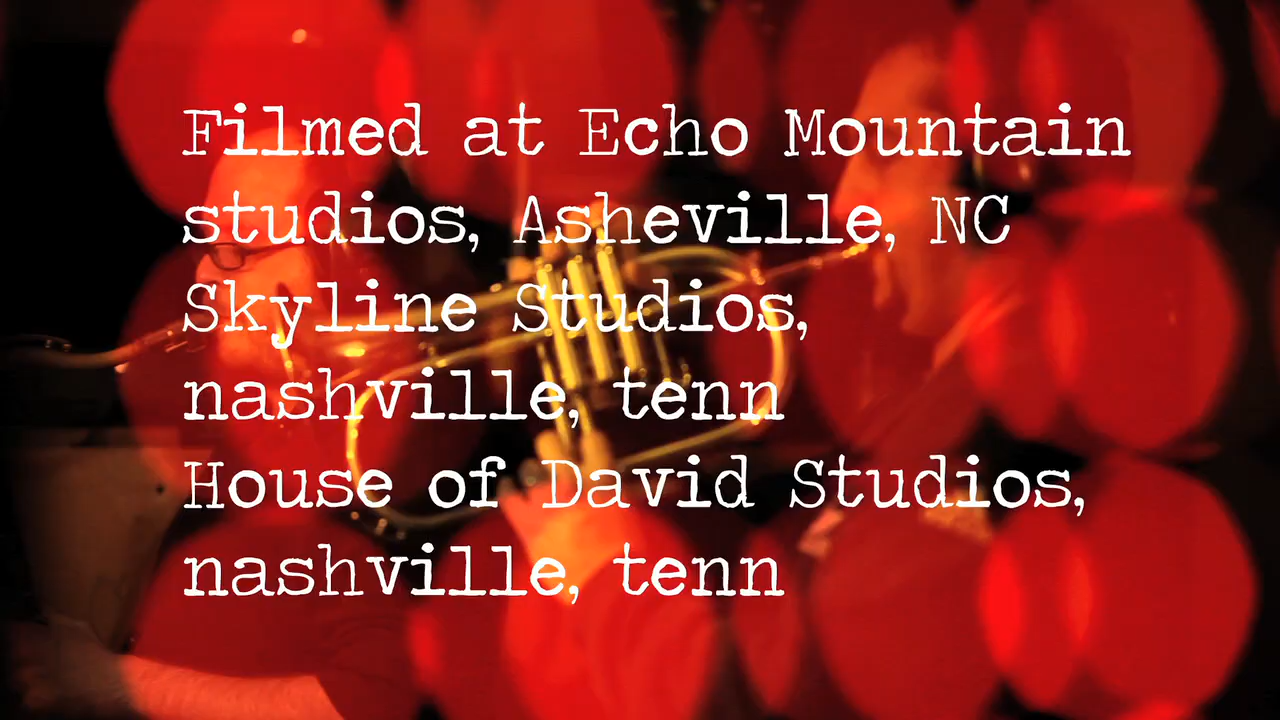 Filmed at Echo Mountain
studios, Asheville, NC
Skyline Studios,
nashville, tenn
House of David Studios,
nashville, tenn